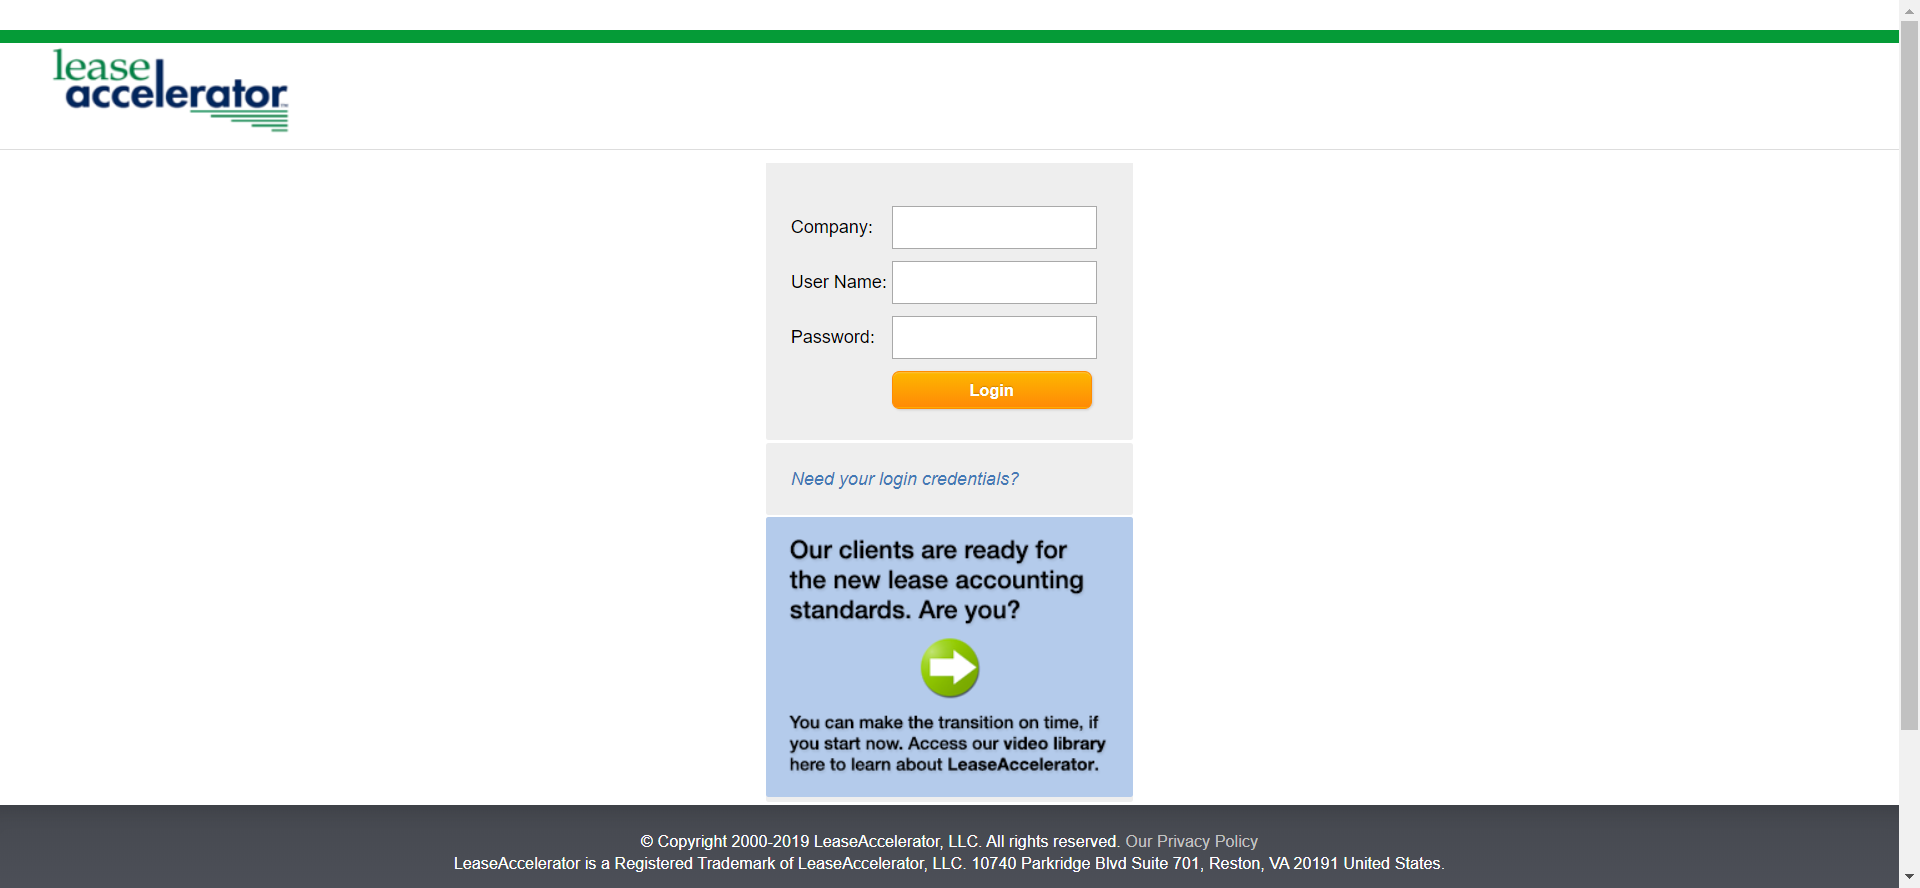 lease
accelerator™
Company:
User Name:
Password:
Login
Need your login credentials?
Our clients are ready for
the new lease accounting
standards. Are you?
You can make the transition on time, if
you start now. Access our video library
here to learn about LeaseAccelerator.
© Copyright 2000-2019 LeaseAccelerator, LLC. All rights reserved. Our Privacy Policy
LeaseAccelerator is a Registered Trademark of LeaseAccelerator, LLC. 10740 Parkridge Blvd Suite 701, Reston, VA 20191 United States.